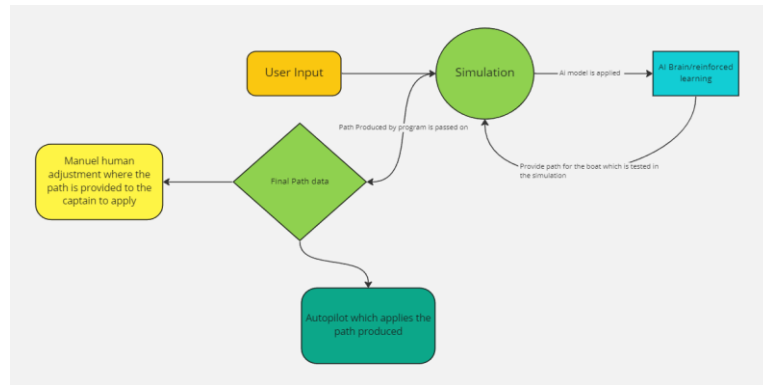 User Input
Simulation
AI model is applied
AI Brain/reinforced
learning
Path Produced by program is passed on
Provide path for the boat which is tested in
the simulation
Manuel human
adjustment where the
path is provided to the
captain to apply
Final Path data
Autopilot which applies the
path produced